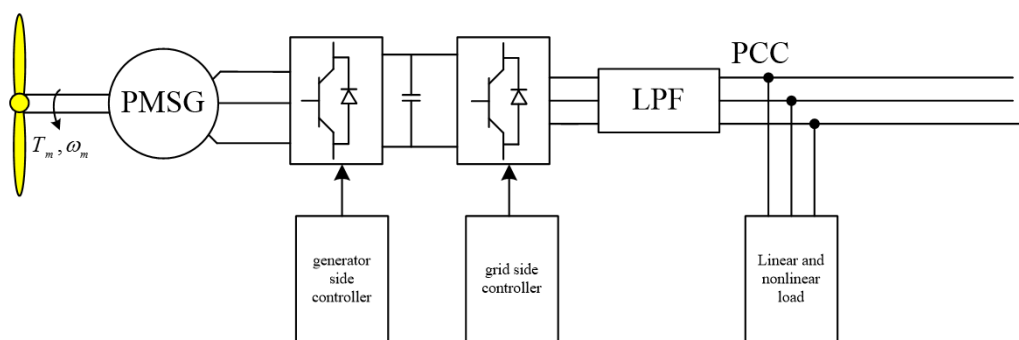 PCC
PMSG
LPF
T_m, ω_m
generator
side
controller
grid side
controller
Linear and
nonlinear
load